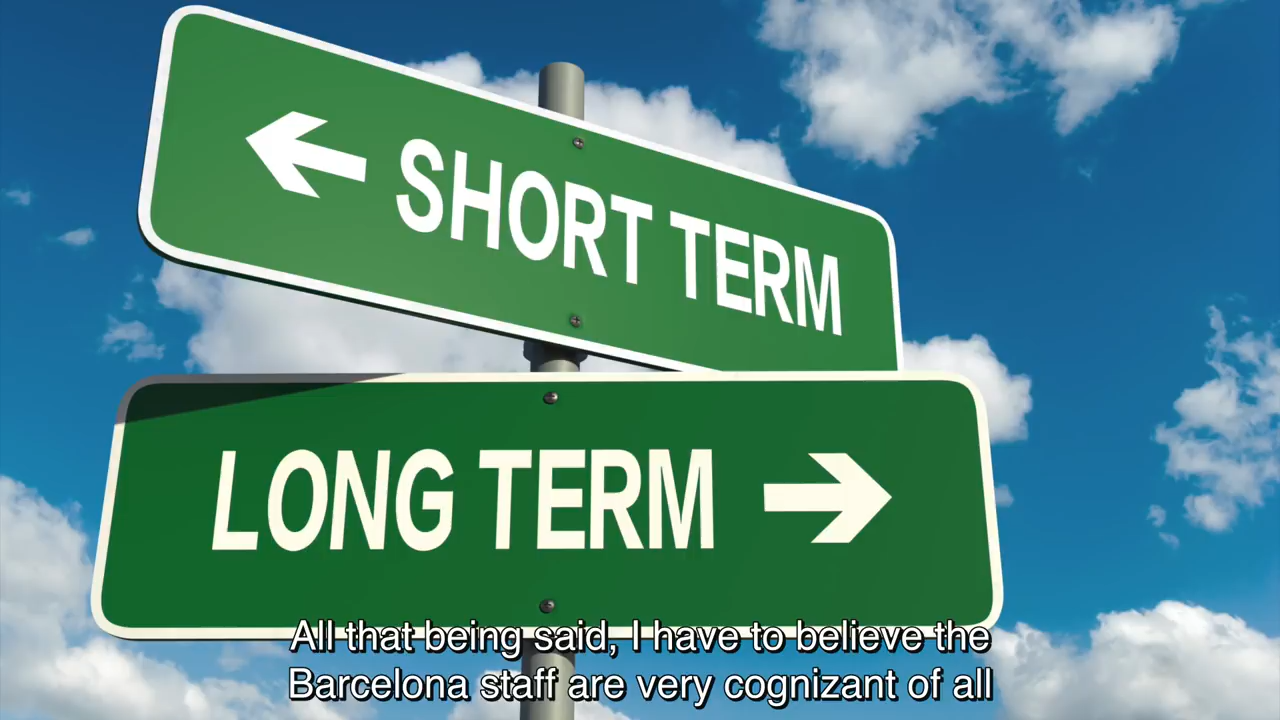 SHORT TERM
LONG TERM
All that being said, I have to believe the
Barcelona staff are very cognizant of all